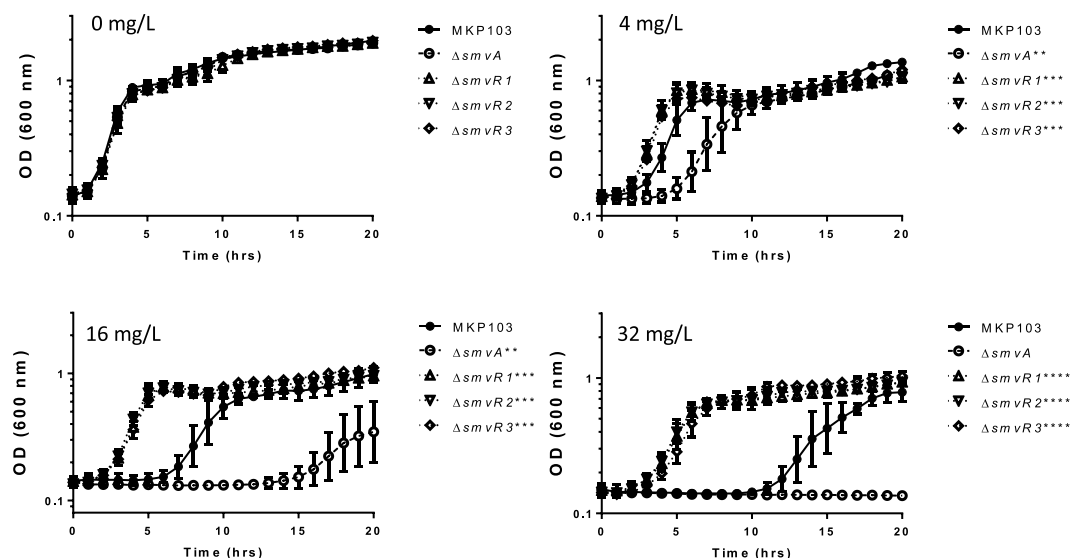 0 mg/L
MKP103
ΔsmvA
ΔsmvR1
ΔsmvR2
ΔsmvR3
OD (600 nm)
1
0.1
0 5 10 15 20
Time (hrs)
4 mg/L
MKP103
ΔsmvA**
ΔsmvR1***
ΔsmvR2***
ΔsmvR3***
OD (600 nm)
1
0.1
0 5 10 15 20
Time (hrs)
16 mg/L
MKP103
ΔsmvA**
ΔsmvR1***
ΔsmvR2***
ΔsmvR3***
OD (600 nm)
1
0.1
0 5 10 15 20
Time (hrs)
32 mg/L
MKP103
ΔsmvA
ΔsmvR1****
ΔsmvR2****
ΔsmvR3****
OD (600 nm)
1
0.1
0 5 10 15 20
Time (hrs)